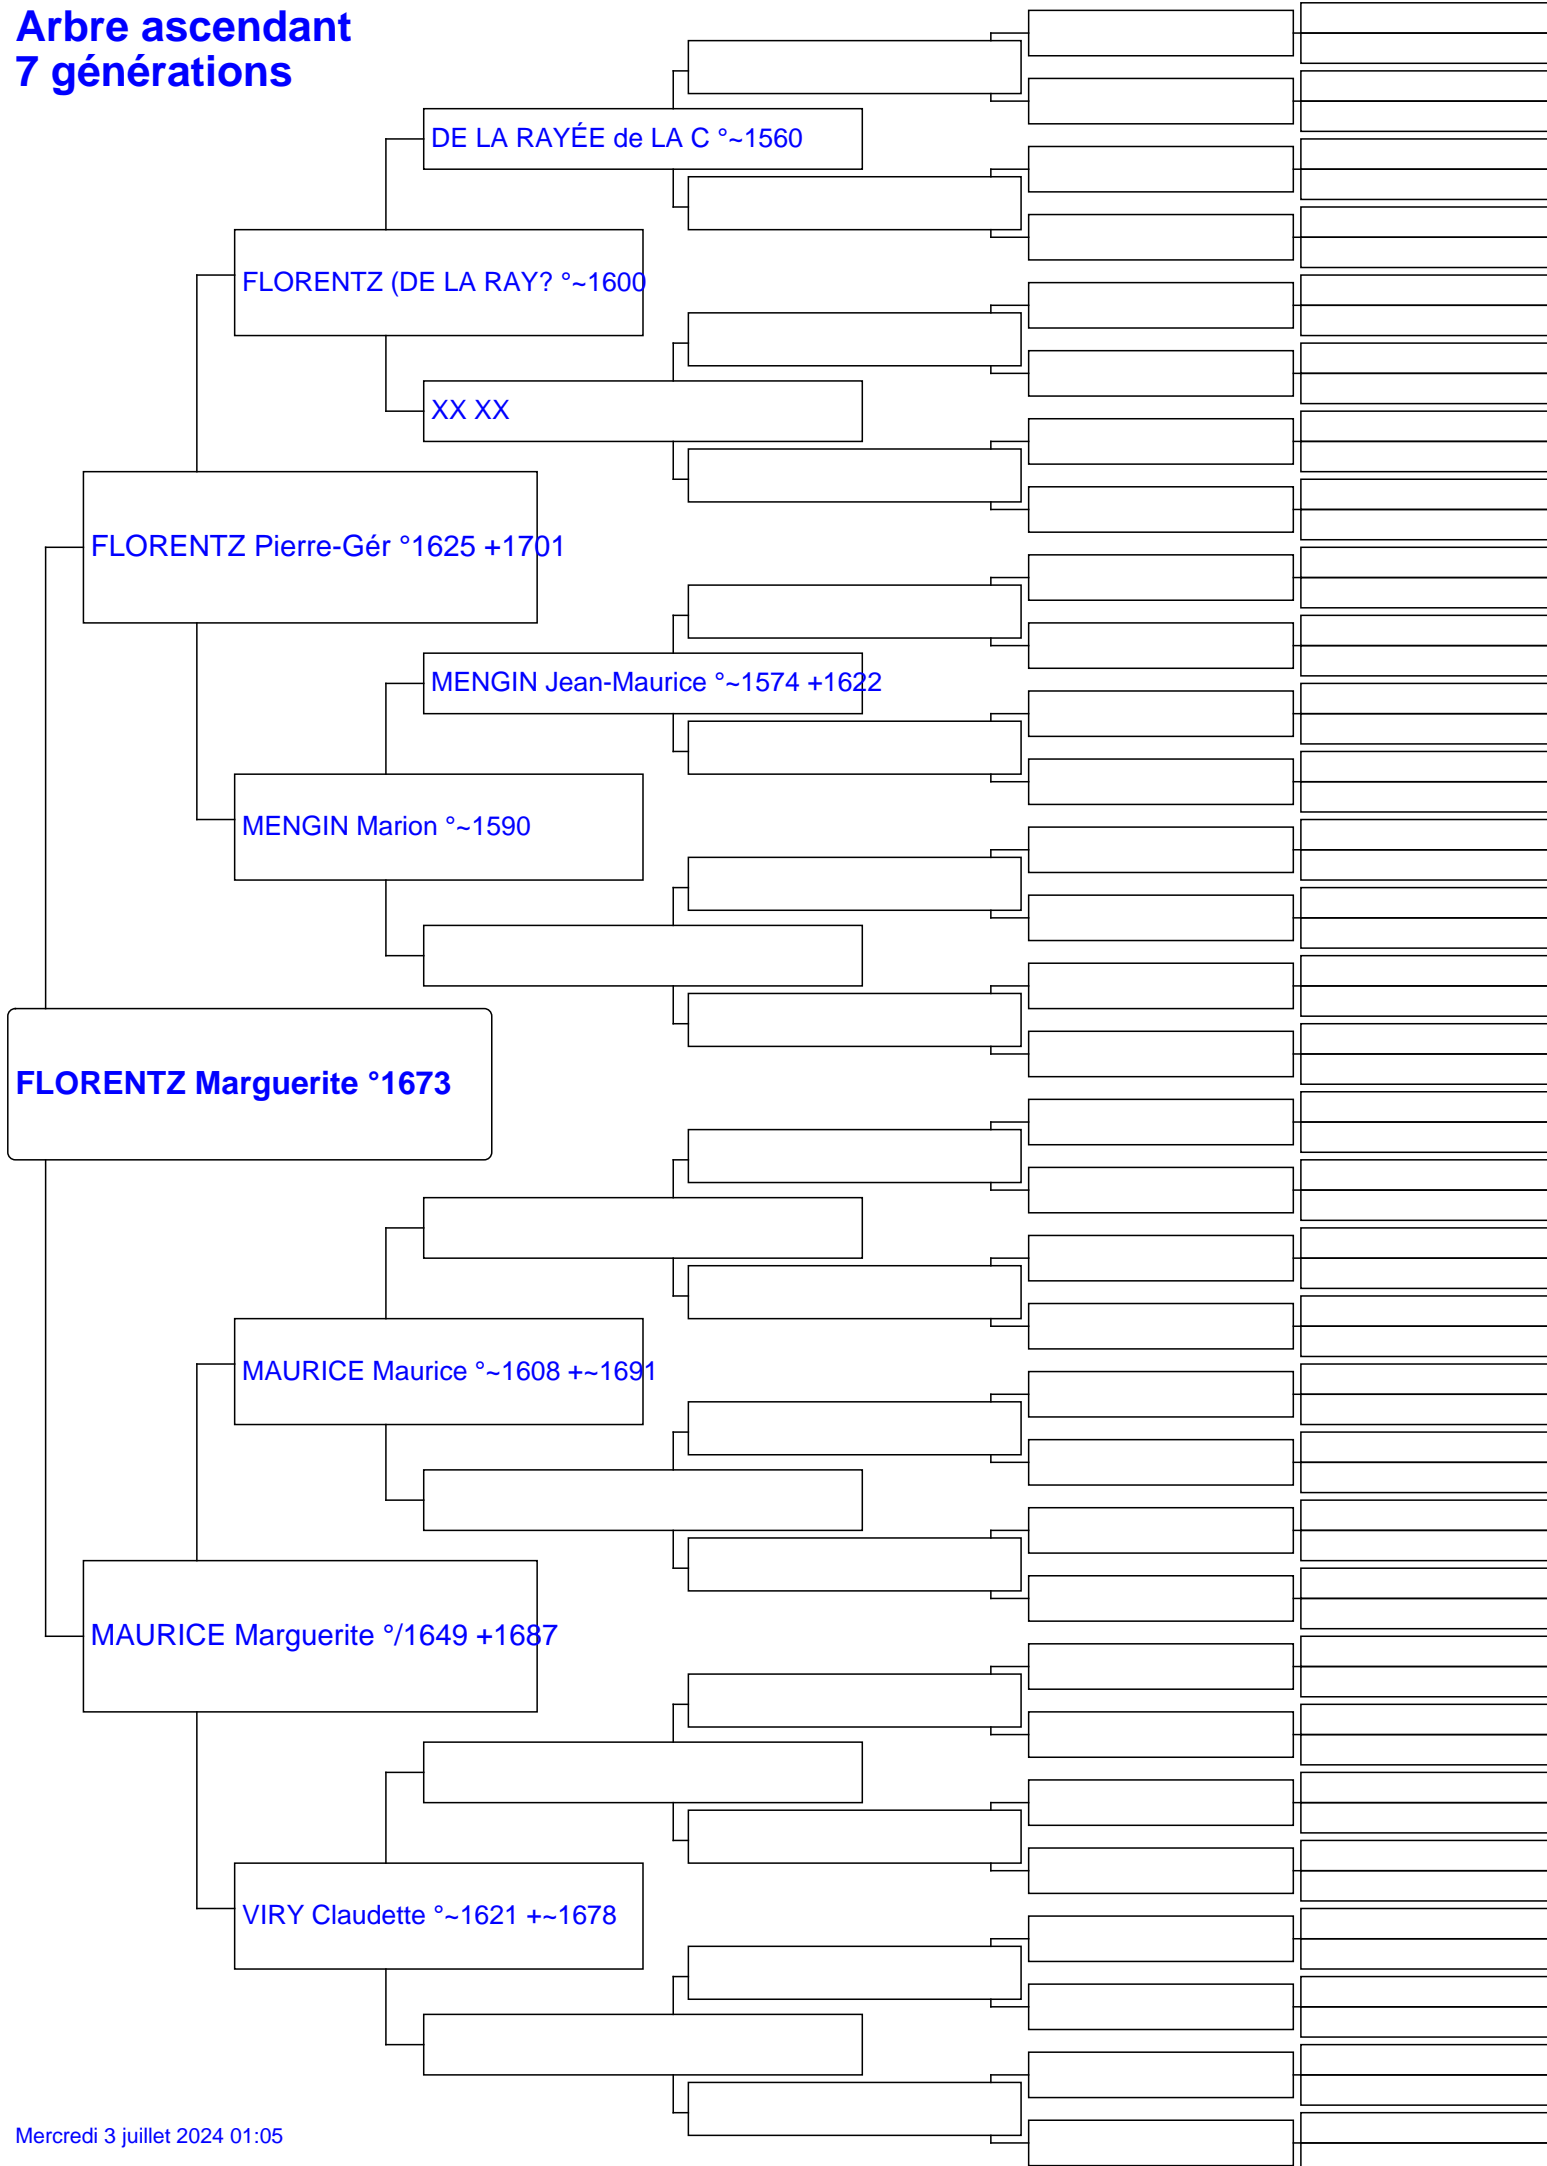 Arbre ascendant
7 générations
DE LA RAYÉE de LA C °~1560
FLORENTZ (DE LA RAY? °~1600
XX XX
FLORENTZ Pierre-Gér °1625 +1701
MENGIN Jean-Maurice °~1574 +1622
MENGIN Marion °~1590
FLORENTZ Marguerite °1673
MAURICE Maurice °~1608 +~1691
MAURICE Marguerite °/1649 +1687
VIRY Claudette °~1621 +~1678
Mercredi 3 juillet 2024 01:05